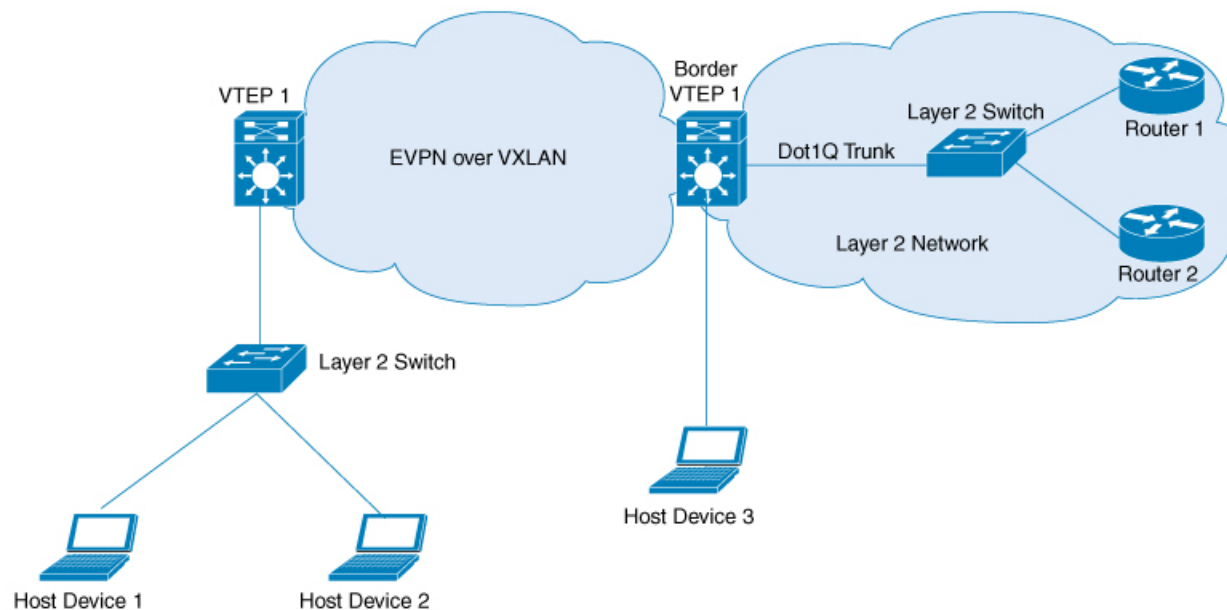 VTEP 1
EVPN over VXLAN
Border
VTEP 1
Dot1Q Trunk
Layer 2 Switch
Router 1
Layer 2 Network
Router 2
Layer 2 Switch
Host Device 3
Host Device 1
Host Device 2